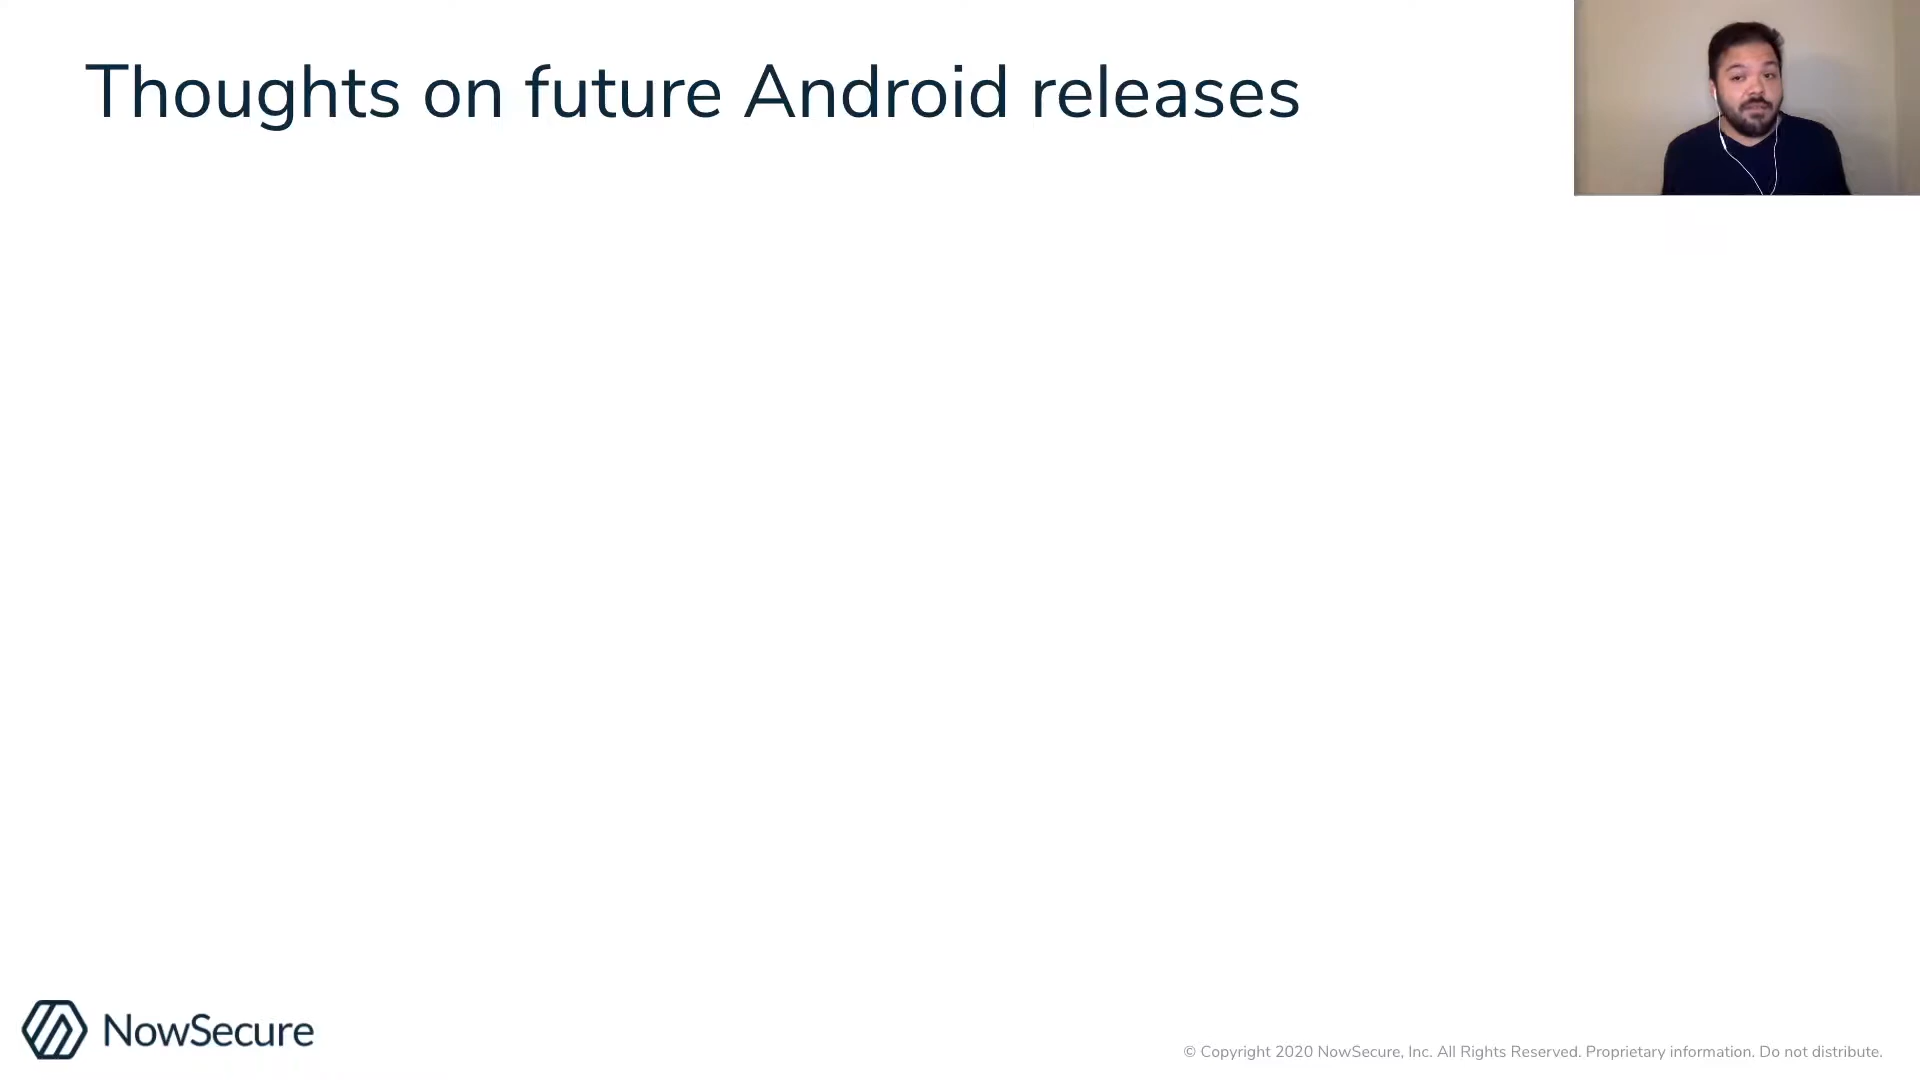 Thoughts on future Android releases
NowSecure
© Copyright 2020 NowSecure, Inc. All Rights Reserved. Proprietary information. Do not distribute.